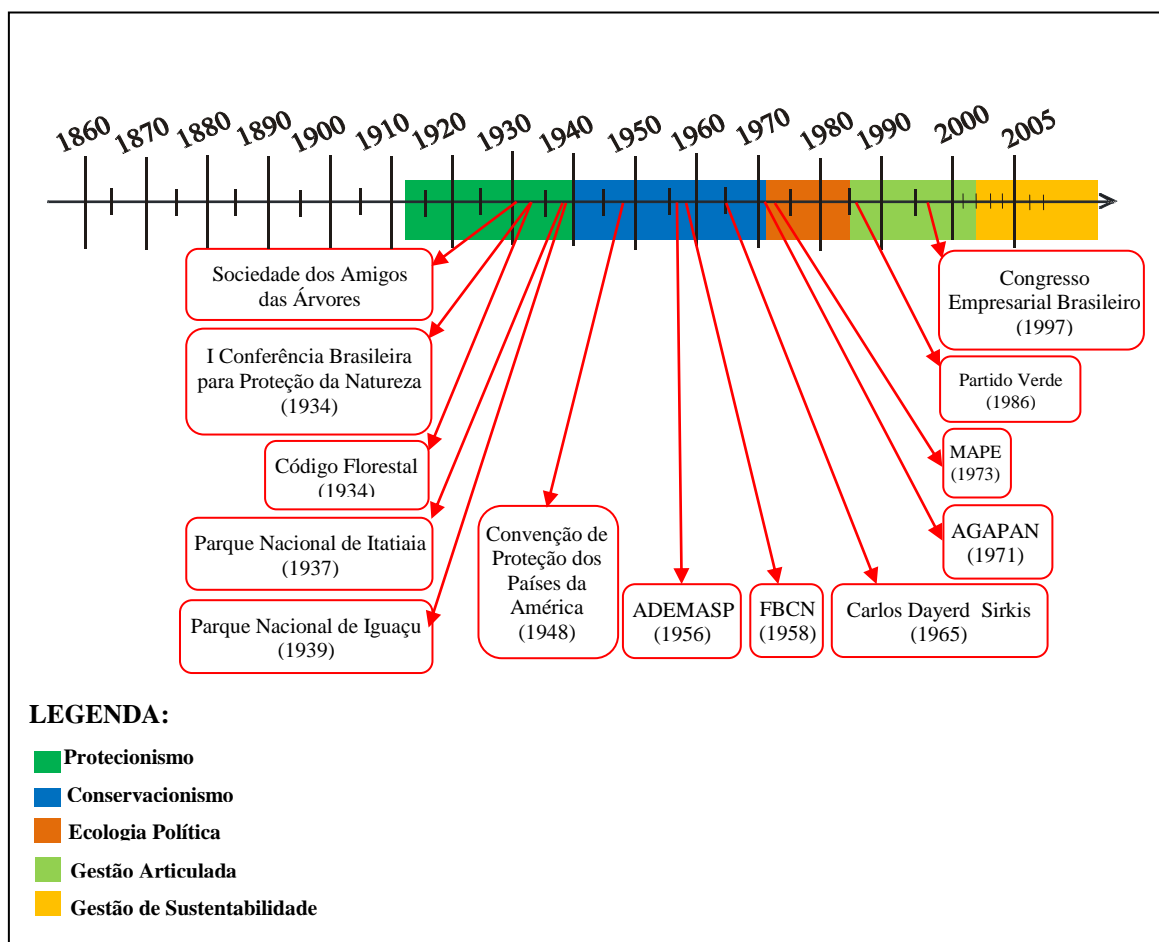 1860
1870
1880
1890
1900
1910
1920
1930
1940
1950
1960
1970
1980
1990
2000
2005
Sociedade dos Amigos
das Árvores
I Conferência Brasileira
para Proteção da Natureza
(1934)
Código Florestal
(1934)
Parque Nacional de Itatiaia
(1937)
Parque Nacional de Iguaçu
(1939)
Convenção de
Proteção dos
Países da
América
(1948)
ADEMASP
(1956)
FBCN
(1958)
Carlos Dayerd Sirkis
(1965)
AGAPAN
(1971)
MAPE
(1973)
Partido Verde
(1986)
Congresso
Empresarial Brasileiro
(1997)
LEGENDA:
Protecionismo
Conservacionismo
Ecologia Política
Gestão Articulada
Gestão de Sustentabilidade